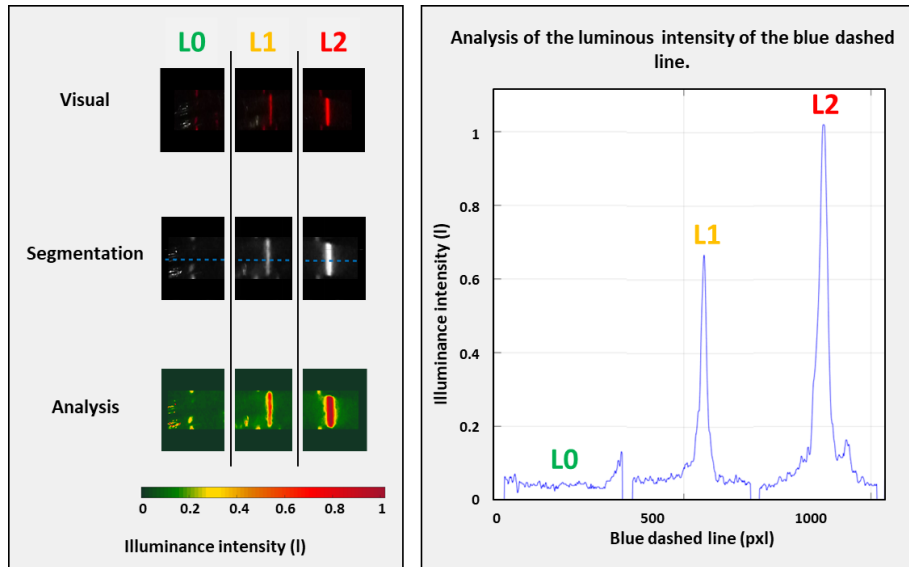 L0 L1 L2
Visual
Segmentation
Analysis
0 0.2 0.4 0.6 0.8 1
Illuminance intensity (I)
Analysis of the luminous intensity of the blue dashed
line.
L2
1
0.8
L1
0.6
0.4
0.2
L0
0
0 500 1000
Illuminance intensity (I)
Blue dashed line (pxl)